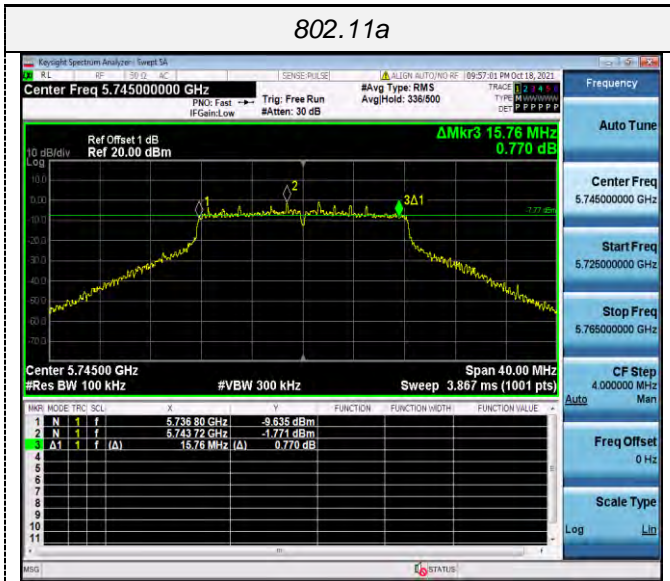 802.11a
Keysight Spectrum Analyzer - Swept SA
RL RF 50 Ω AC SENSE:PULSE ALIGN AUTO/NO RF 09:57:01 PM Oct 18, 2021
Center Freq 5.745000000 GHz
#Avg Type: RMS
TRACE 1 2 3 4 5 6
PNO: Fast
Trig: Free Run
Avg|Hold: 336/500
TYPE M W W W W W
IFGain:Low
#Atten: 30 dB
DET P P P P P P
ΔMkr3 15.76 MHz
0.770 dB
Ref Offset 1 dB
10 dB/div Ref 20.00 dBm
Log
10.0
0.00
-10.0
-20.0
-30.0
-40.0
-50.0
-60.0
-70.0
1
2
3Δ1
-7.77 dBm
Center 5.74500 GHz
Span 40.00 MHz
#Res BW 100 kHz
#VBW 300 kHz
Sweep 3.867 ms (1001 pts)
MKR MODE TRC SCL X Y FUNCTION FUNCTION WIDTH FUNCTION VALUE
1 N 1 f 5.736 80 GHz -9.635 dBm
2 N 1 f 5.743 72 GHz -1.771 dBm
3 Δ1 1 f (Δ) 15.76 MHz (Δ) 0.770 dB
4
5
6
7
8
9
10
11
MSG
STATUS
Frequency
Auto Tune
Center Freq
5.745000000 GHz
Start Freq
5.725000000 GHz
Stop Freq
5.765000000 GHz
CF Step
4.000000 MHz
Auto Man
Freq Offset
0 Hz
Scale Type
Log Lin